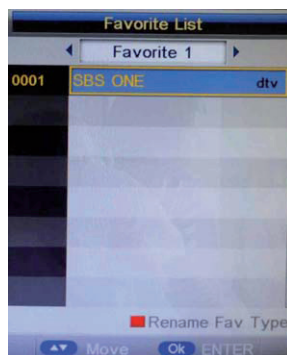 Favorite List
Favorite 1
0001 SBS ONE dtv
Rename Fav Type
Move Ok ENTER